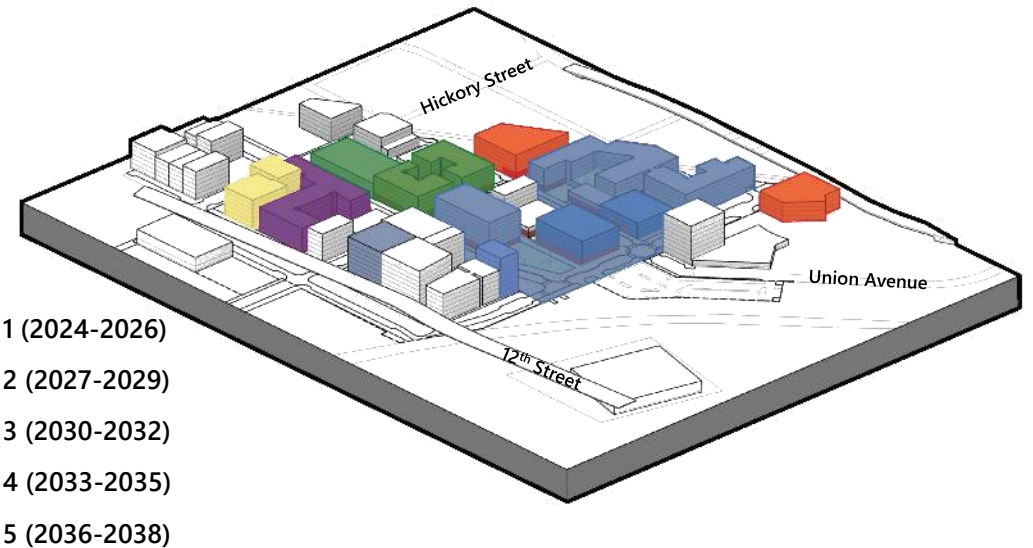 Hickory Street
Union Avenue
12th Street
1 (2024-2026)
2 (2027-2029)
3 (2030-2032)
4 (2033-2035)
5 (2036-2038)